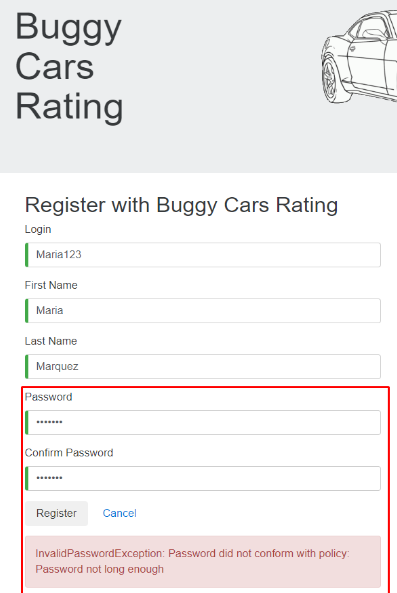 Buggy
Cars
Rating
Register with Buggy Cars Rating
Login
Maria123
First Name
Maria
Last Name
Marquez
Password
•••••••
Confirm Password
•••••••
Register Cancel
InvalidPasswordException: Password did not conform with policy:
Password not long enough